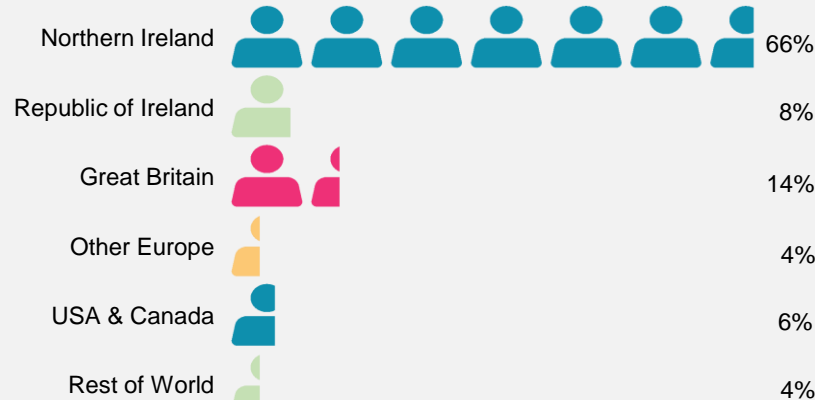 Northern Ireland 66%
Republic of Ireland 8%
Great Britain 14%
Other Europe 4%
USA & Canada 6%
Rest of World 4%